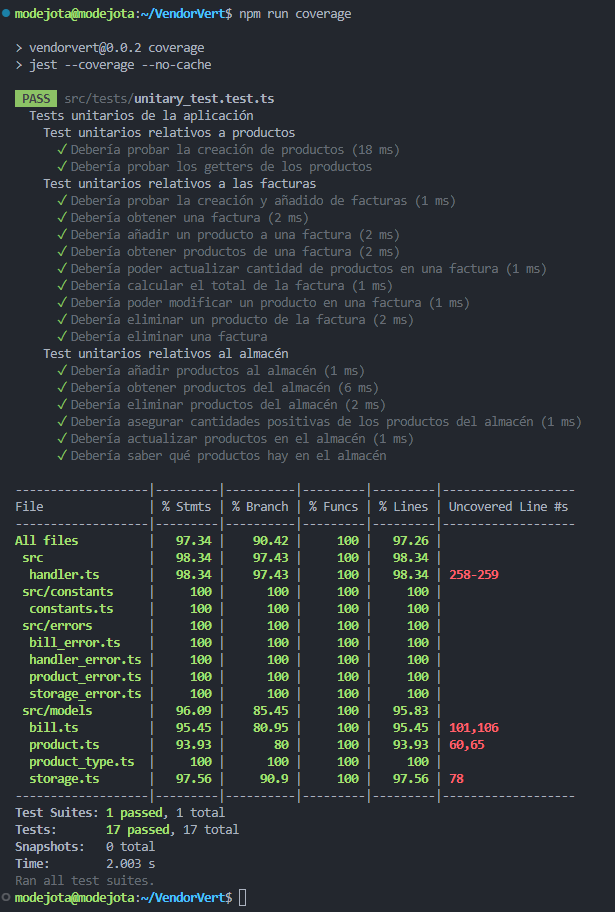 modejota@modejota:~/VendorVert$ npm run coverage
> vendorvert@0.0.2 coverage
> jest --coverage --no-cache
PASS src/tests/unitary_test.test.ts
Tests unitarios de la aplicación
Test unitarios relativos a productos
✓ Debería probar la creación de productos (18 ms)
✓ Debería probar los getters de los productos
Test unitarios relativos a las facturas
✓ Debería probar la creación y añadido de facturas (1 ms)
✓ Debería obtener una factura (2 ms)
✓ Debería añadir un producto a una factura (2 ms)
✓ Debería obtener productos de una factura (2 ms)
✓ Debería poder actualizar cantidad de productos en una factura (1 ms)
✓ Debería calcular el total de la factura (1 ms)
✓ Debería poder modificar un producto en una factura (1 ms)
✓ Debería eliminar un producto de la factura (2 ms)
✓ Debería eliminar una factura
Test unitarios relativos al almacén
✓ Debería añadir productos al almacén (1 ms)
✓ Debería obtener productos del almacén (6 ms)
✓ Debería eliminar productos del almacén (2 ms)
✓ Debería asegurar cantidades positivas de los productos del almacén (1 ms)
✓ Debería actualizar productos en el almacén (1 ms)
✓ Debería saber qué productos hay en el almacén
-------------------|---------|----------|---------|---------|-------------------
File               | % Stmts | % Branch | % Funcs | % Lines | Uncovered Line #s
-------------------|---------|----------|---------|---------|-------------------
All files          |   97.34 |    90.42 |     100 |   97.26 |
src               |   98.34 |    97.43 |     100 |   98.34 |
handler.ts       |   98.34 |    97.43 |     100 |   98.34 | 258-259
src/constants     |     100 |      100 |     100 |     100 |
constants.ts     |     100 |      100 |     100 |     100 |
src/errors        |     100 |      100 |     100 |     100 |
bill_error.ts    |     100 |      100 |     100 |     100 |
handler_error.ts |     100 |      100 |     100 |     100 |
product_error.ts |     100 |      100 |     100 |     100 |
storage_error.ts |     100 |      100 |     100 |     100 |
src/models        |   96.09 |    85.45 |     100 |   95.83 |
bill.ts          |   95.45 |    80.95 |     100 |   95.45 | 101,106
product.ts       |   93.93 |       80 |     100 |   93.93 | 60,65
product_type.ts  |     100 |      100 |     100 |     100 |
storage.ts       |   97.56 |     90.9 |     100 |   97.56 | 78
-------------------|---------|----------|---------|---------|-------------------
Test Suites: 1 passed, 1 total
Tests:       17 passed, 17 total
Snapshots:   0 total
Time:        2.003 s
Ran all test suites.
modejota@modejota:~/VendorVert$